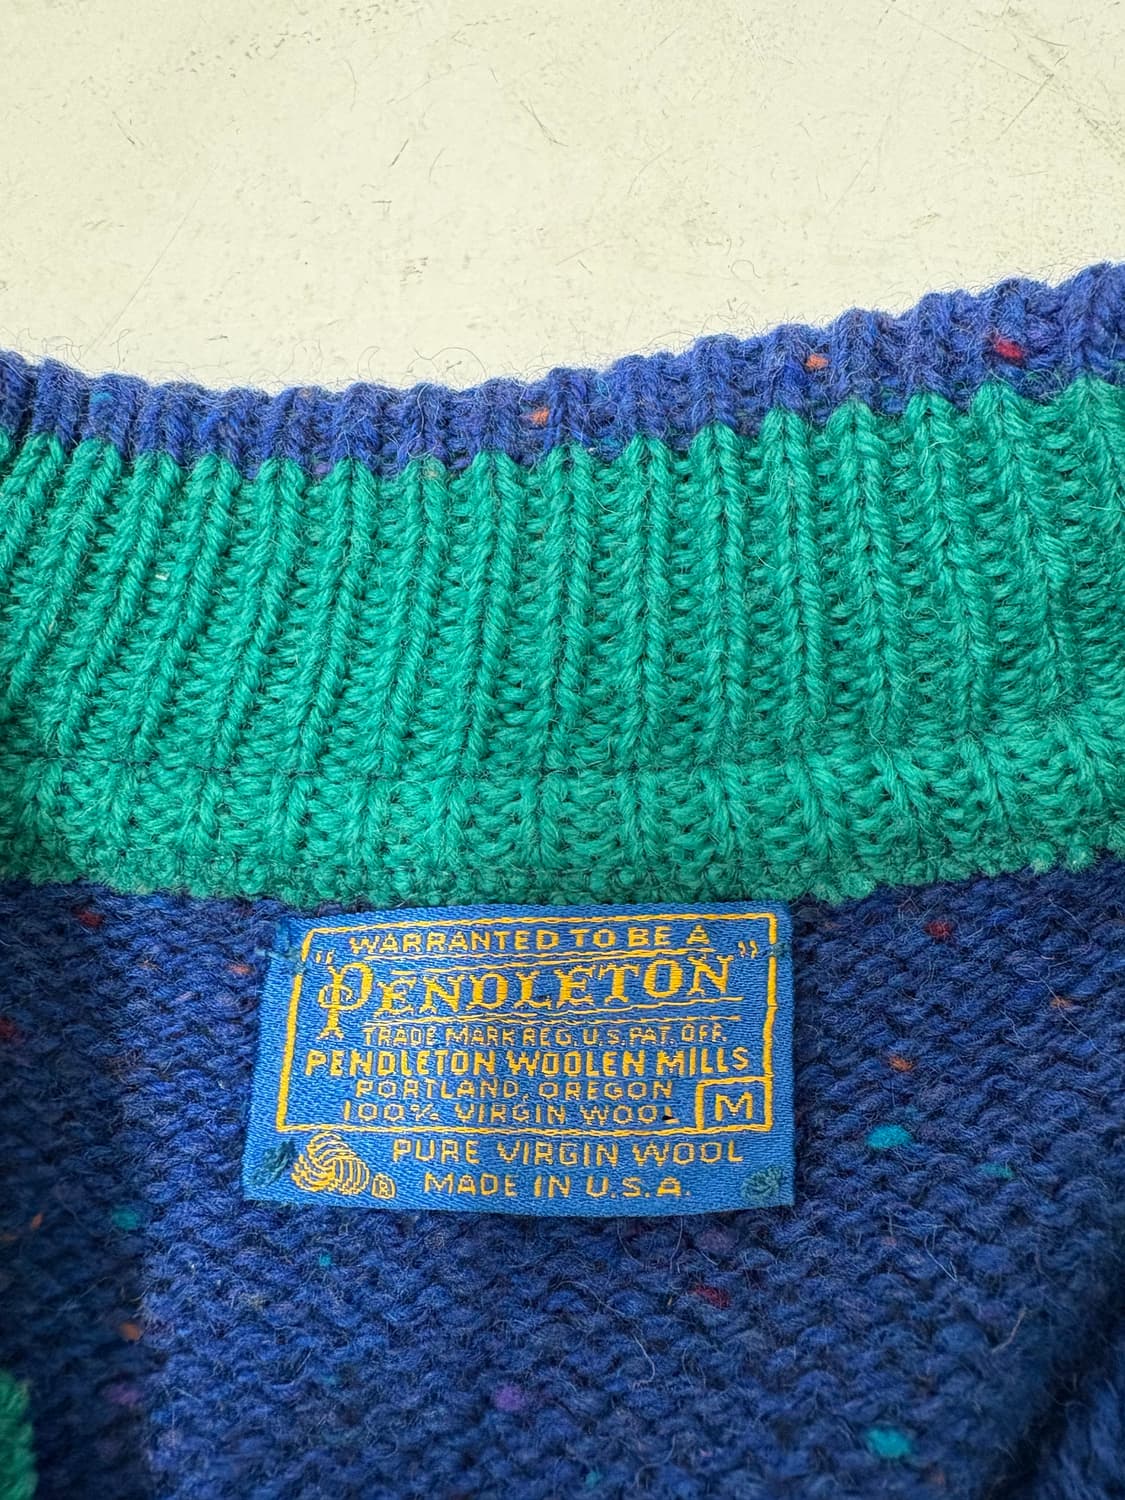 WARRANTED TO BE A
"PENDLETON"
TRADE MARK REG. U.S. PAT. OFF.
PENDLETON WOOLEN MILLS
PORTLAND, OREGON
100% VIRGIN WOOL
M
PURE VIRGIN WOOL
® MADE IN U.S.A.